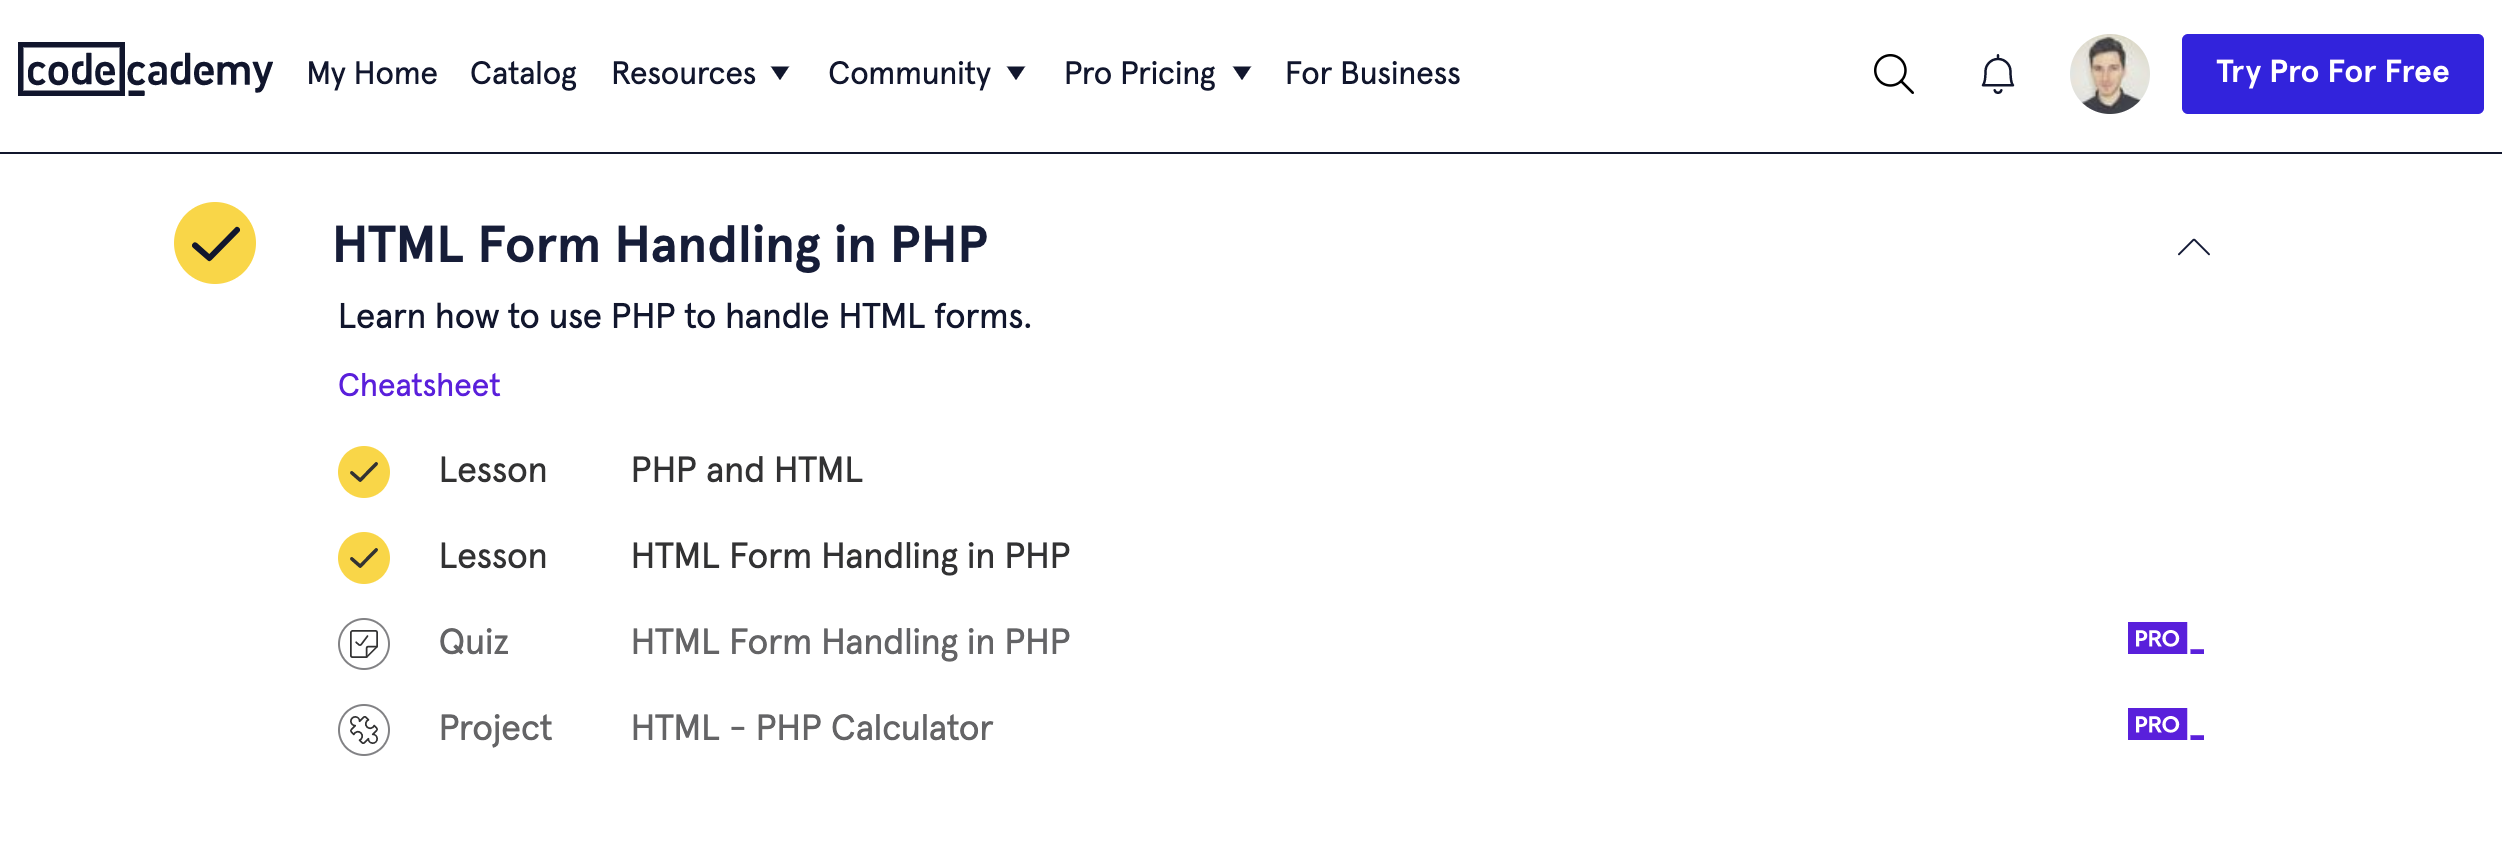 codecademy My Home Catalog Resources Community Pro Pricing For Business Try Pro For Free
HTML Form Handling in PHP
Learn how to use PHP to handle HTML forms.
Cheatsheet
Lesson PHP and HTML
Lesson HTML Form Handling in PHP
Quiz HTML Form Handling in PHP PRO
Project HTML - PHP Calculator PRO